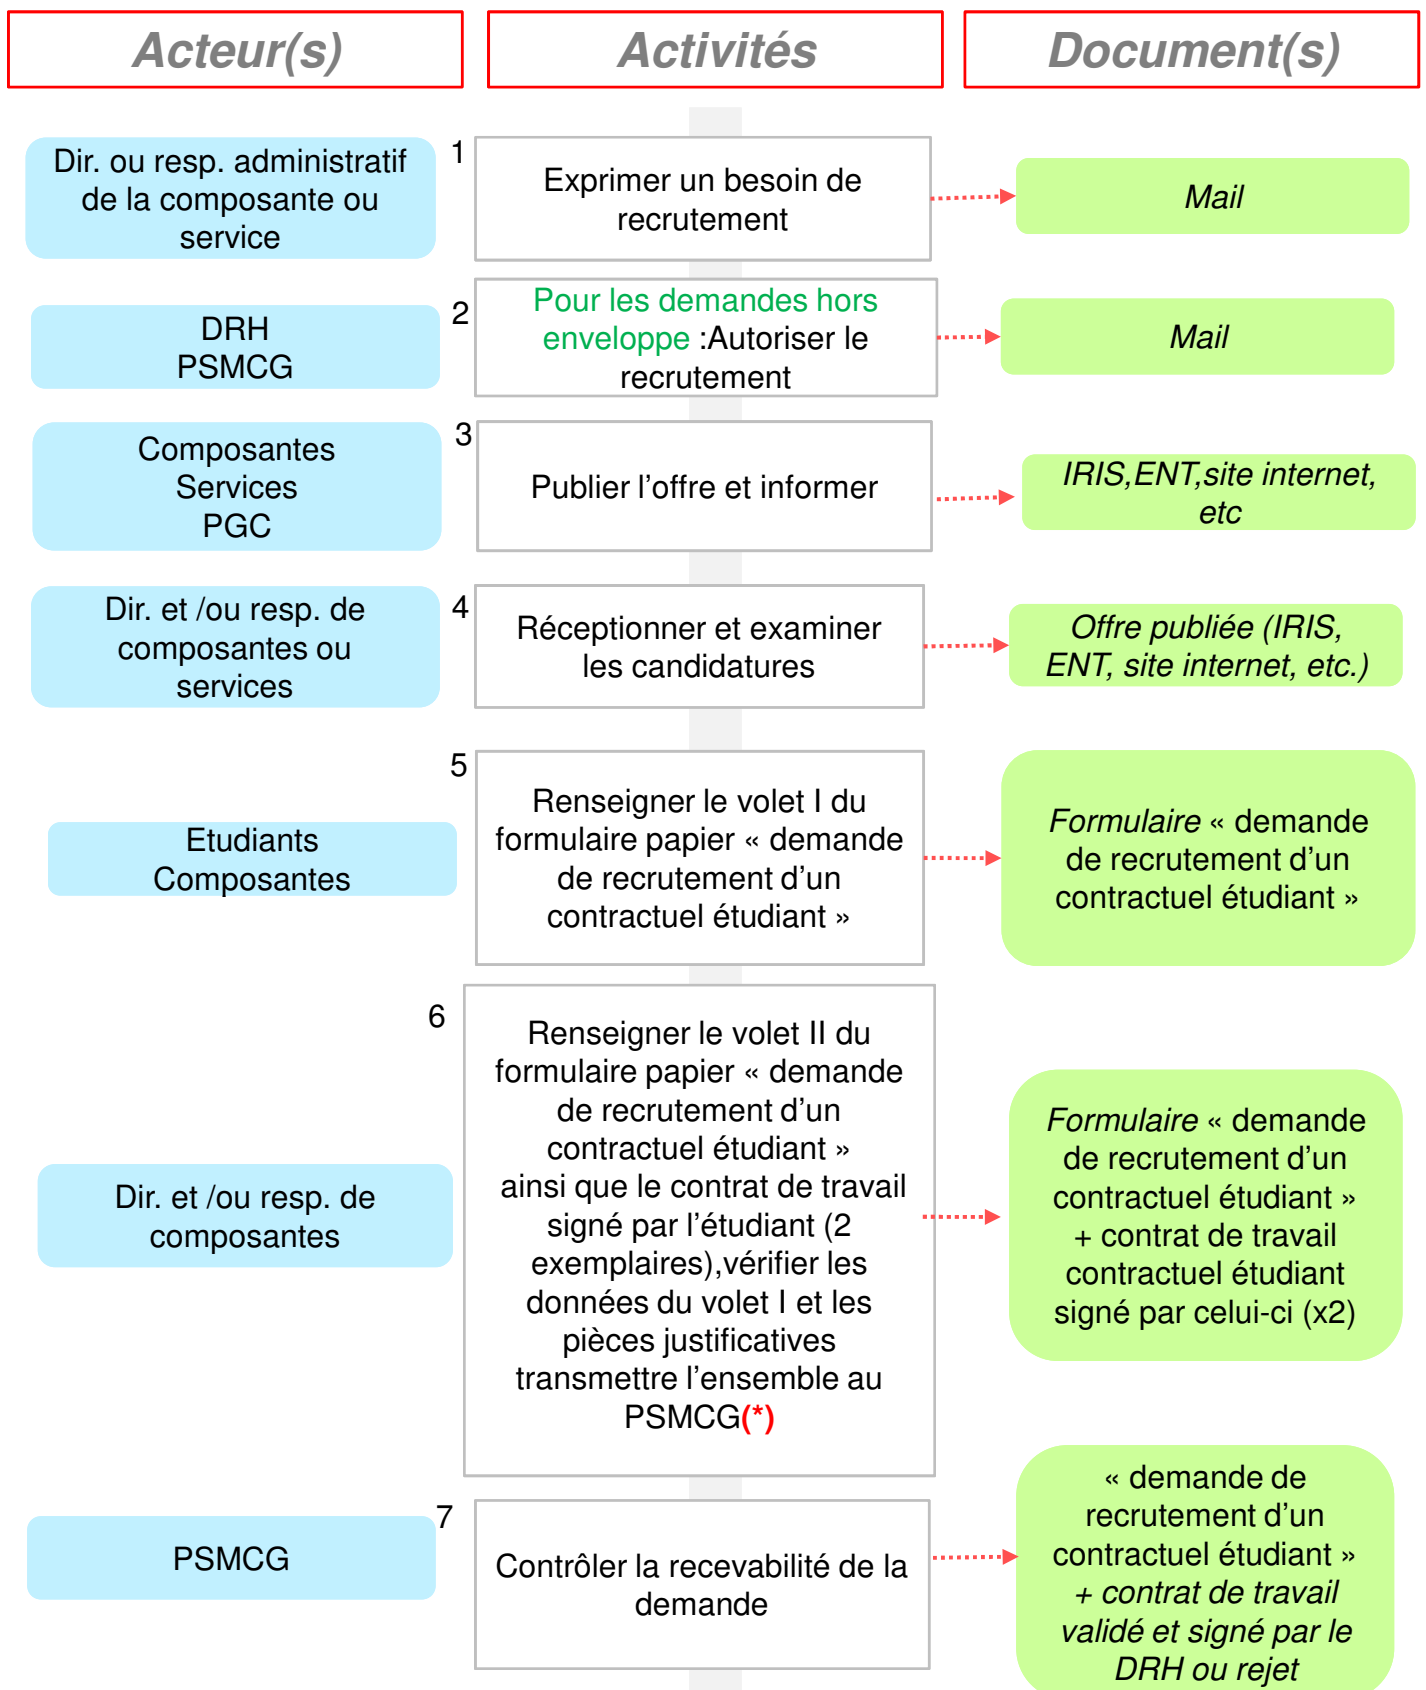 Acteur(s)
Activités
Document(s)
Dir. ou resp. administratif
de la composante ou
service
1
Exprimer un besoin de
recrutement
Mail
DRH
PSMCG
2
Pour les demandes hors
enveloppe :Autoriser le
recrutement
Mail
Composantes
Services
PGC
3
Publier l’offre et informer
IRIS,ENT,site internet,
etc
Dir. et /ou resp. de
composantes ou
services
4
Réceptionner et examiner
les candidatures
Offre publiée (IRIS,
ENT, site internet, etc.)
Etudiants
Composantes
5
Renseigner le volet I du
formulaire papier « demande
de recrutement d’un
contractuel étudiant »
Formulaire « demande
de recrutement d’un
contractuel étudiant »
Dir. et /ou resp. de
composantes
6
Renseigner le volet II du
formulaire papier « demande
de recrutement d’un
contractuel étudiant »
ainsi que le contrat de travail
signé par l’étudiant (2
exemplaires),vérifier les
données du volet I et les
pièces justificatives
transmettre l’ensemble au
PSMCG(*)
Formulaire « demande
de recrutement d’un
contractuel étudiant »
+ contrat de travail
contractuel étudiant
signé par celui-ci (x2)
PSMCG
7
Contrôler la recevabilité de la
demande
« demande de
recrutement d’un
contractuel étudiant »
+ contrat de travail
validé et signé par le
DRH ou rejet